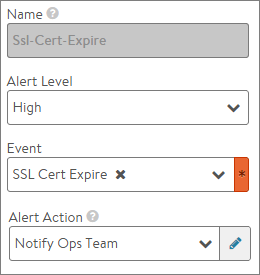 Name ?
Ssl-Cert-Expire
Alert Level
High
Event
SSL Cert Expire ✖ *
Alert Action ?
Notify Ops Team